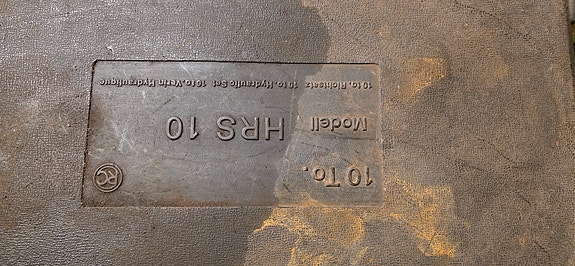 10 To.
Modell HRS 10
10 to. Richtsatz 10 to. Hydraulic Set 10 to. Verin Hydraulique